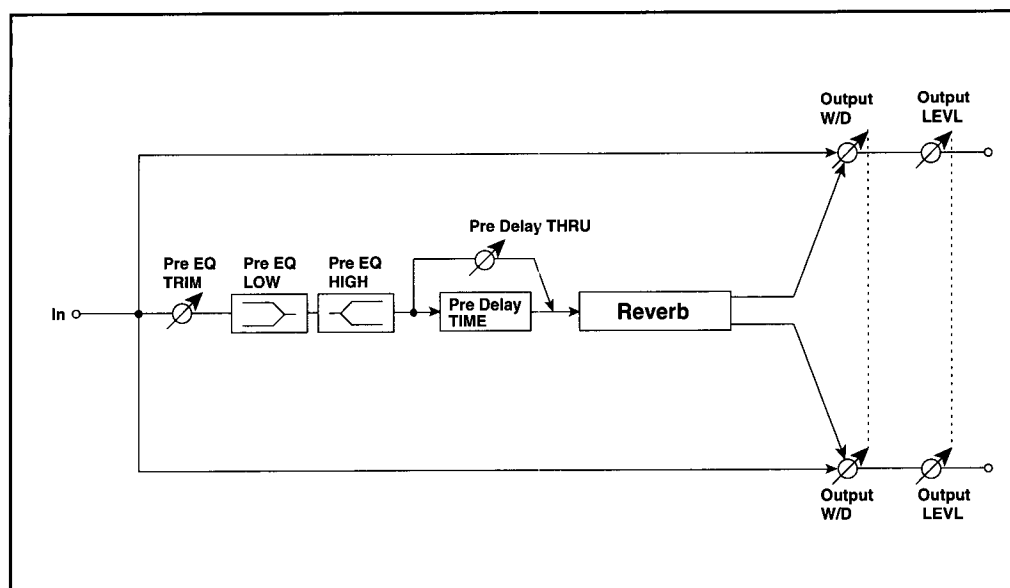 Output
W/D
Output
LEVL
Pre Delay THRU
Pre EQ
TRIM
Pre EQ
LOW
Pre EQ
HIGH
In
Pre Delay
TIME
Reverb
Output
W/D
Output
LEVL